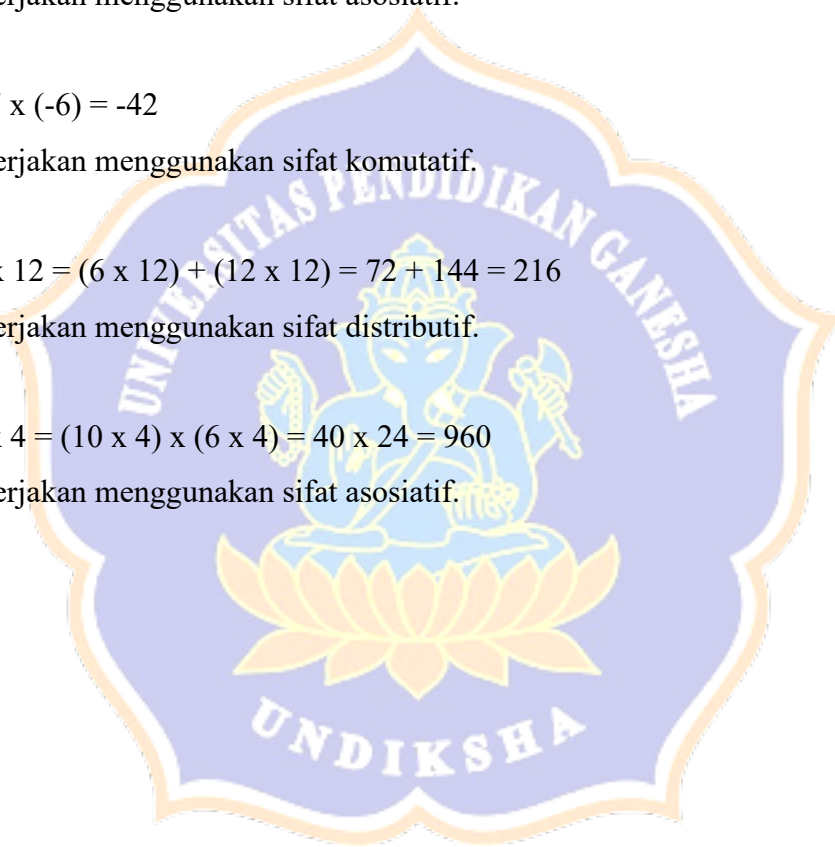 erjakan menggunakan sifat asosiatif.
x (-6) = -42
erjakan menggunakan sifat komutatif.
x 12 = (6 x 12) + (12 x 12) = 72 + 144 = 216
erjakan menggunakan sifat distributif.
4 = (10 x 4) x (6 x 4) = 40 x 24 = 960
erjakan menggunakan sifat asosiatif.
UNIVERSITAS PENDIDIKAN GANESHA
UNDIKSHA